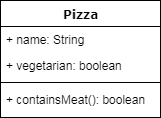 Pizza
+ name: String
+ vegetarian: boolean
+ containsMeat(): boolean